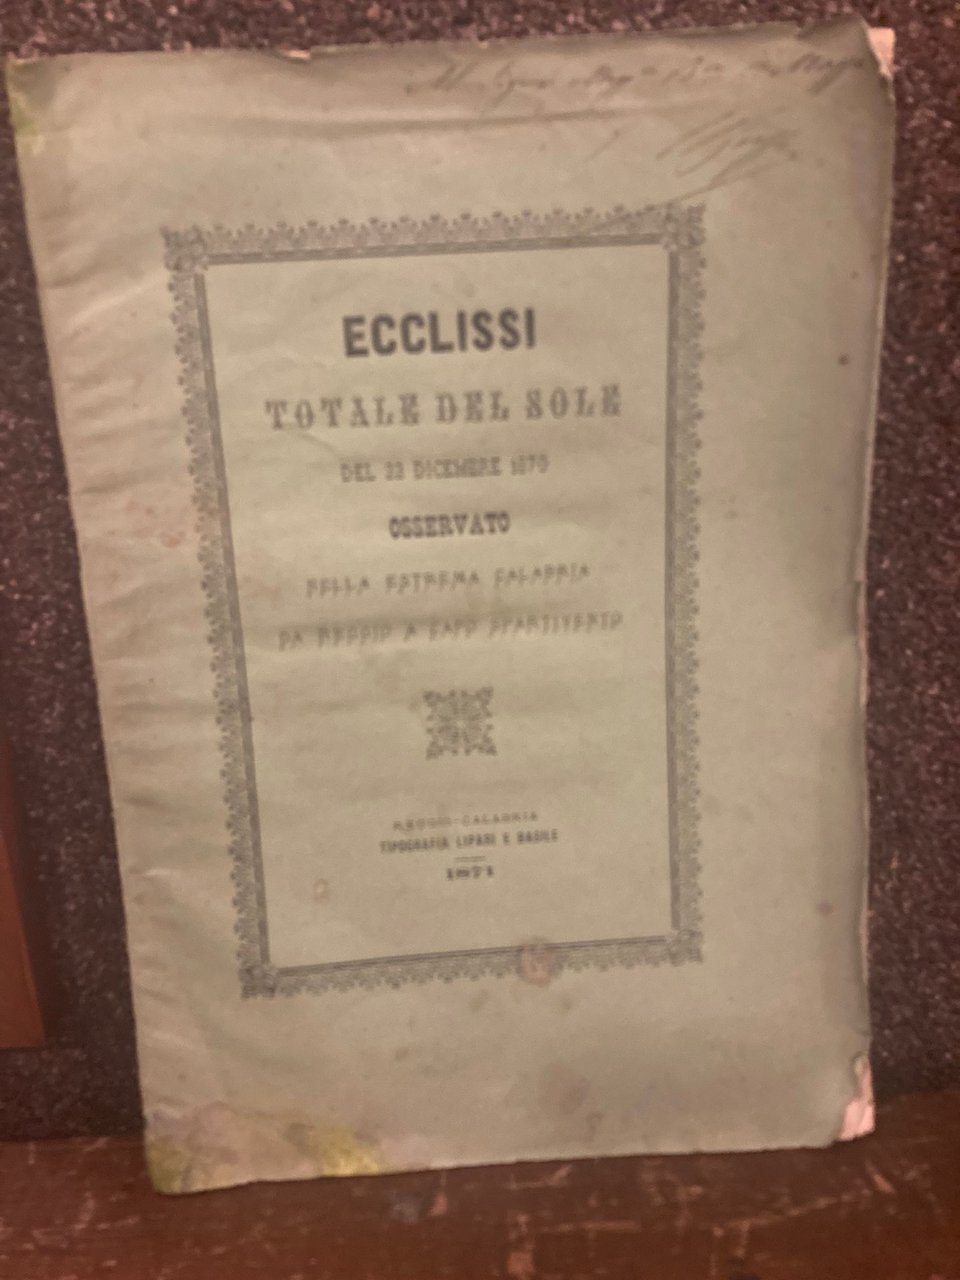 ECCLISSI
TOTALE DEL SOLE
DEL 22 DICEMBRE 1870
OSSERVATO
NELLA ESTREMA CALABRIA
DA REGGIO A CAPO SPARTIVENTO
REGGIO-CALABRIA
TIPOGRAFIA LIPARI E BASILE
1871